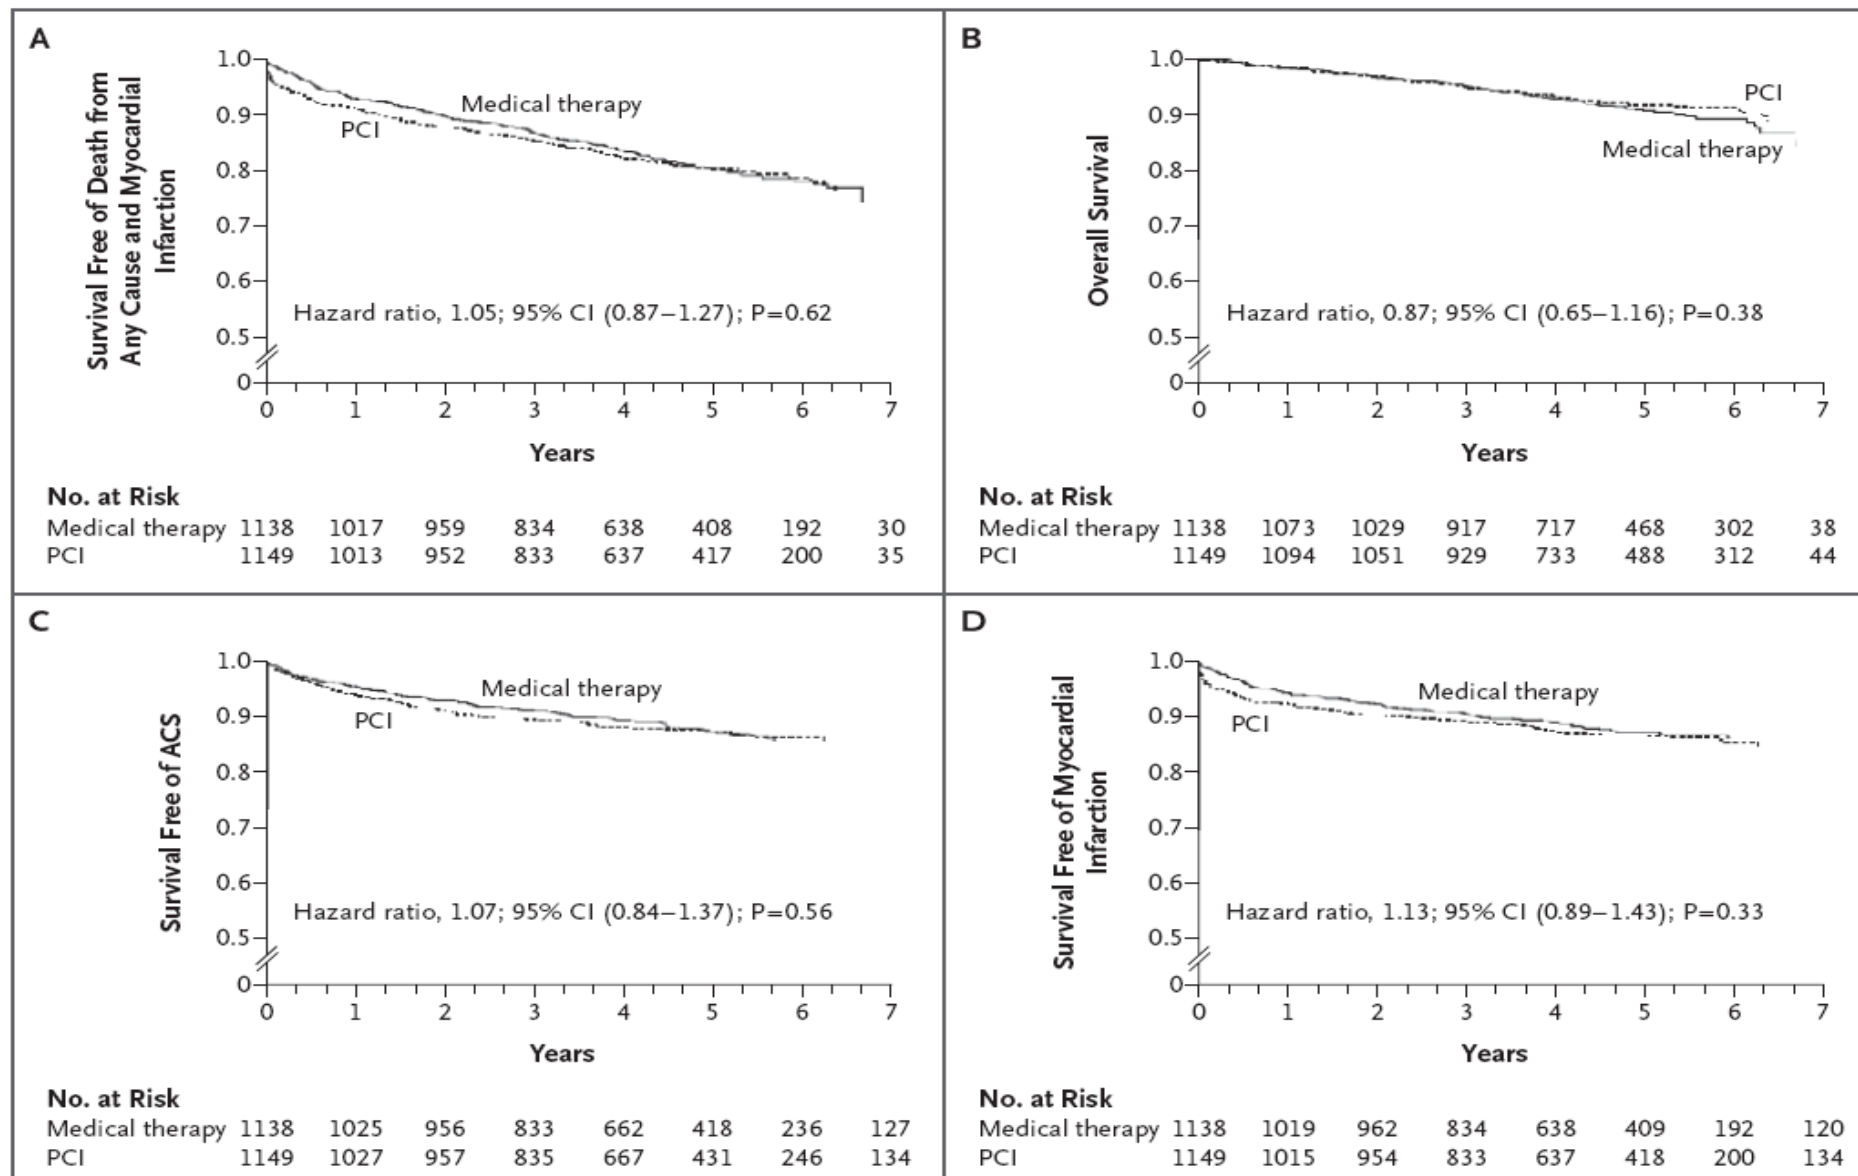 A
Survival Free of Death from
Any Cause and Myocardial
Infarction
1.0
0.9
0.8
0.7
0.6
0.5
0
Medical therapy
PCI
Hazard ratio, 1.05; 95% CI (0.87–1.27); P=0.62
0 1 2 3 4 5 6 7
Years
No. at Risk
Medical therapy 1138 1017 959 834 638 408 192 30
PCI 1149 1013 952 833 637 417 200 35
B
Overall Survival
1.0
0.9
0.8
0.7
0.6
0.5
0
PCI
Medical therapy
Hazard ratio, 0.87; 95% CI (0.65–1.16); P=0.38
0 1 2 3 4 5 6 7
Years
No. at Risk
Medical therapy 1138 1073 1029 917 717 468 302 38
PCI 1149 1094 1051 929 733 488 312 44
C
Survival Free of ACS
1.0
0.9
0.8
0.7
0.6
0.5
0
Medical therapy
PCI
Hazard ratio, 1.07; 95% CI (0.84–1.37); P=0.56
0 1 2 3 4 5 6 7
Years
No. at Risk
Medical therapy 1138 1025 956 833 662 418 236 127
PCI 1149 1027 957 835 667 431 246 134
D
Survival Free of Myocardial
Infarction
1.0
0.9
0.8
0.7
0.6
0.5
0
Medical therapy
PCI
Hazard ratio, 1.13; 95% CI (0.89–1.43); P=0.33
0 1 2 3 4 5 6 7
Years
No. at Risk
Medical therapy 1138 1019 962 834 638 409 192 120
PCI 1149 1015 954 833 637 418 200 134